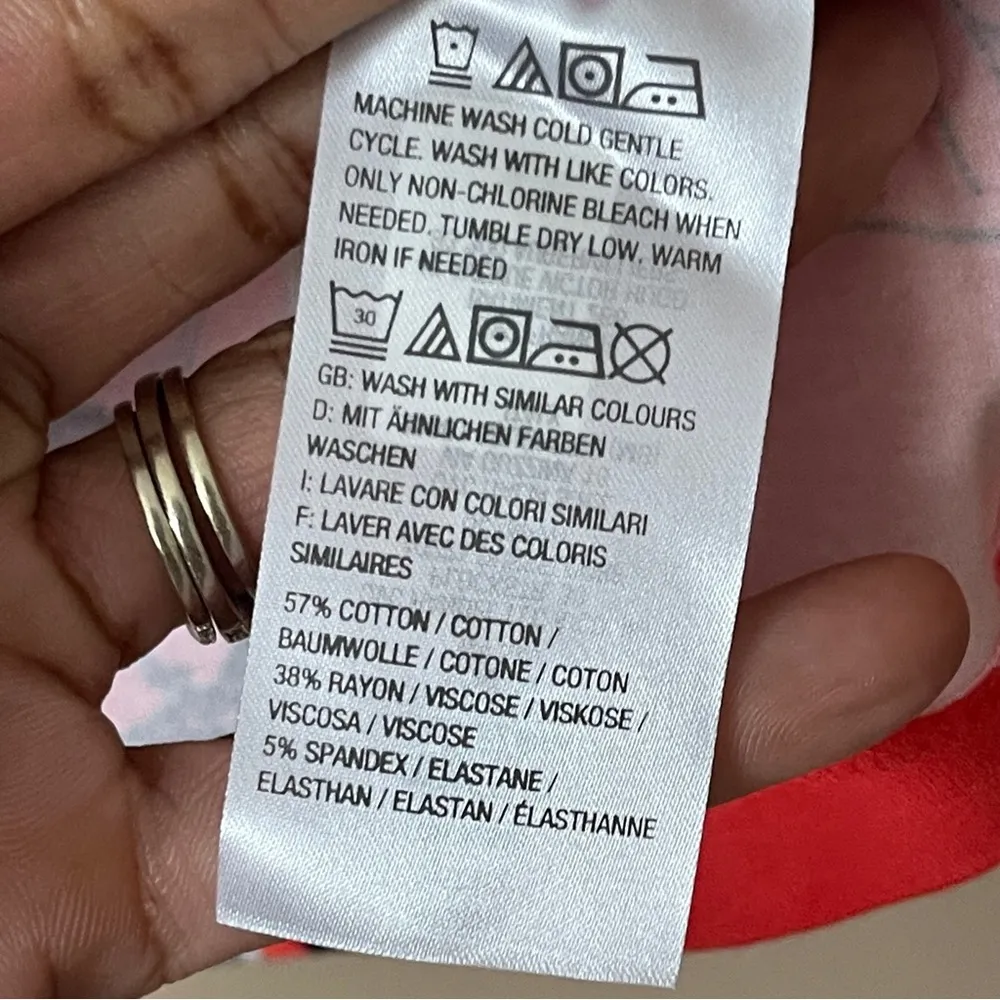 MACHINE WASH COLD GENTLE
CYCLE. WASH WITH LIKE COLORS.
ONLY NON-CHLORINE BLEACH WHEN
NEEDED. TUMBLE DRY LOW. WARM
IRON IF NEEDED
30
GB: WASH WITH SIMILAR COLOURS
D: MIT ÄHNLICHEN FARBEN
WASCHEN
I: LAVARE CON COLORI SIMILARI
F: LAVER AVEC DES COLORIS
SIMILAIRES
57% COTTON / COTTON /
BAUMWOLLE / COTONE / COTON
38% RAYON / VISCOSE / VISKOSE /
VISCOSA / VISCOSE
5% SPANDEX / ELASTANE /
ELASTHAN / ELASTAN / ÉLASTHANNE